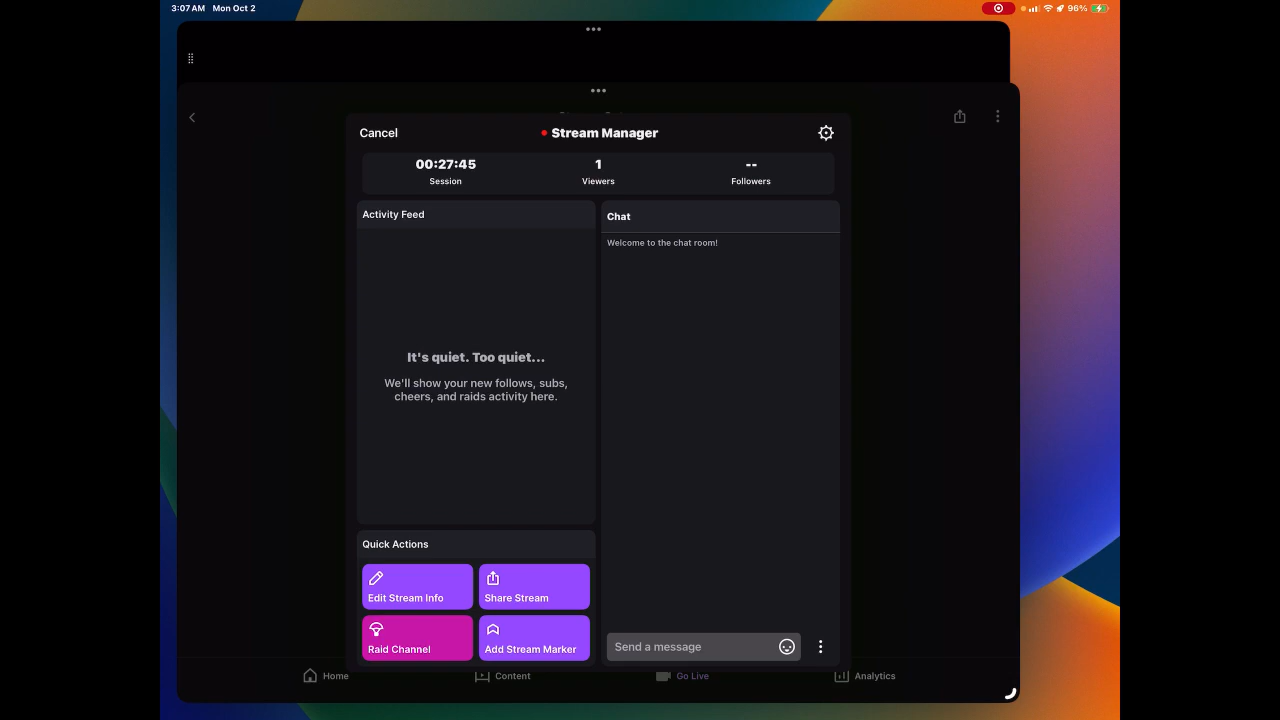 3:07AM Mon Oct 2
96%
Cancel
Stream Manager
00:27:45
Session
1
Viewers
--
Followers
Activity Feed
It's quiet. Too quiet...
We'll show your new follows, subs,
cheers, and raids activity here.
Chat
Welcome to the chat room!
Quick Actions
Edit Stream Info
Share Stream
Raid Channel
Add Stream Marker
Send a message
Home
Content
Go Live
Analytics